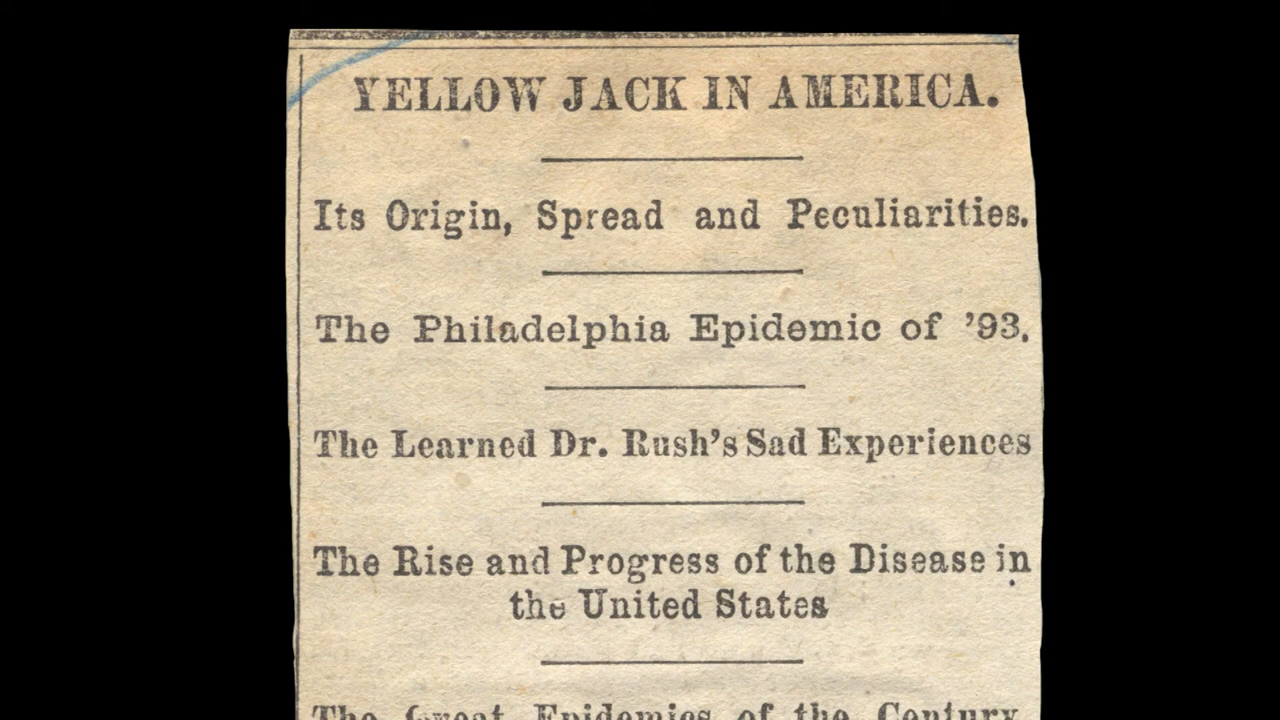 YELLOW JACK IN AMERICA.
Its Origin, Spread and Peculiarities.
The Philadelphia Epidemic of ’93.
The Learned Dr. Rush’s Sad Experiences
The Rise and Progress of the Disease in
the United States
The Great Epidemics of the Century